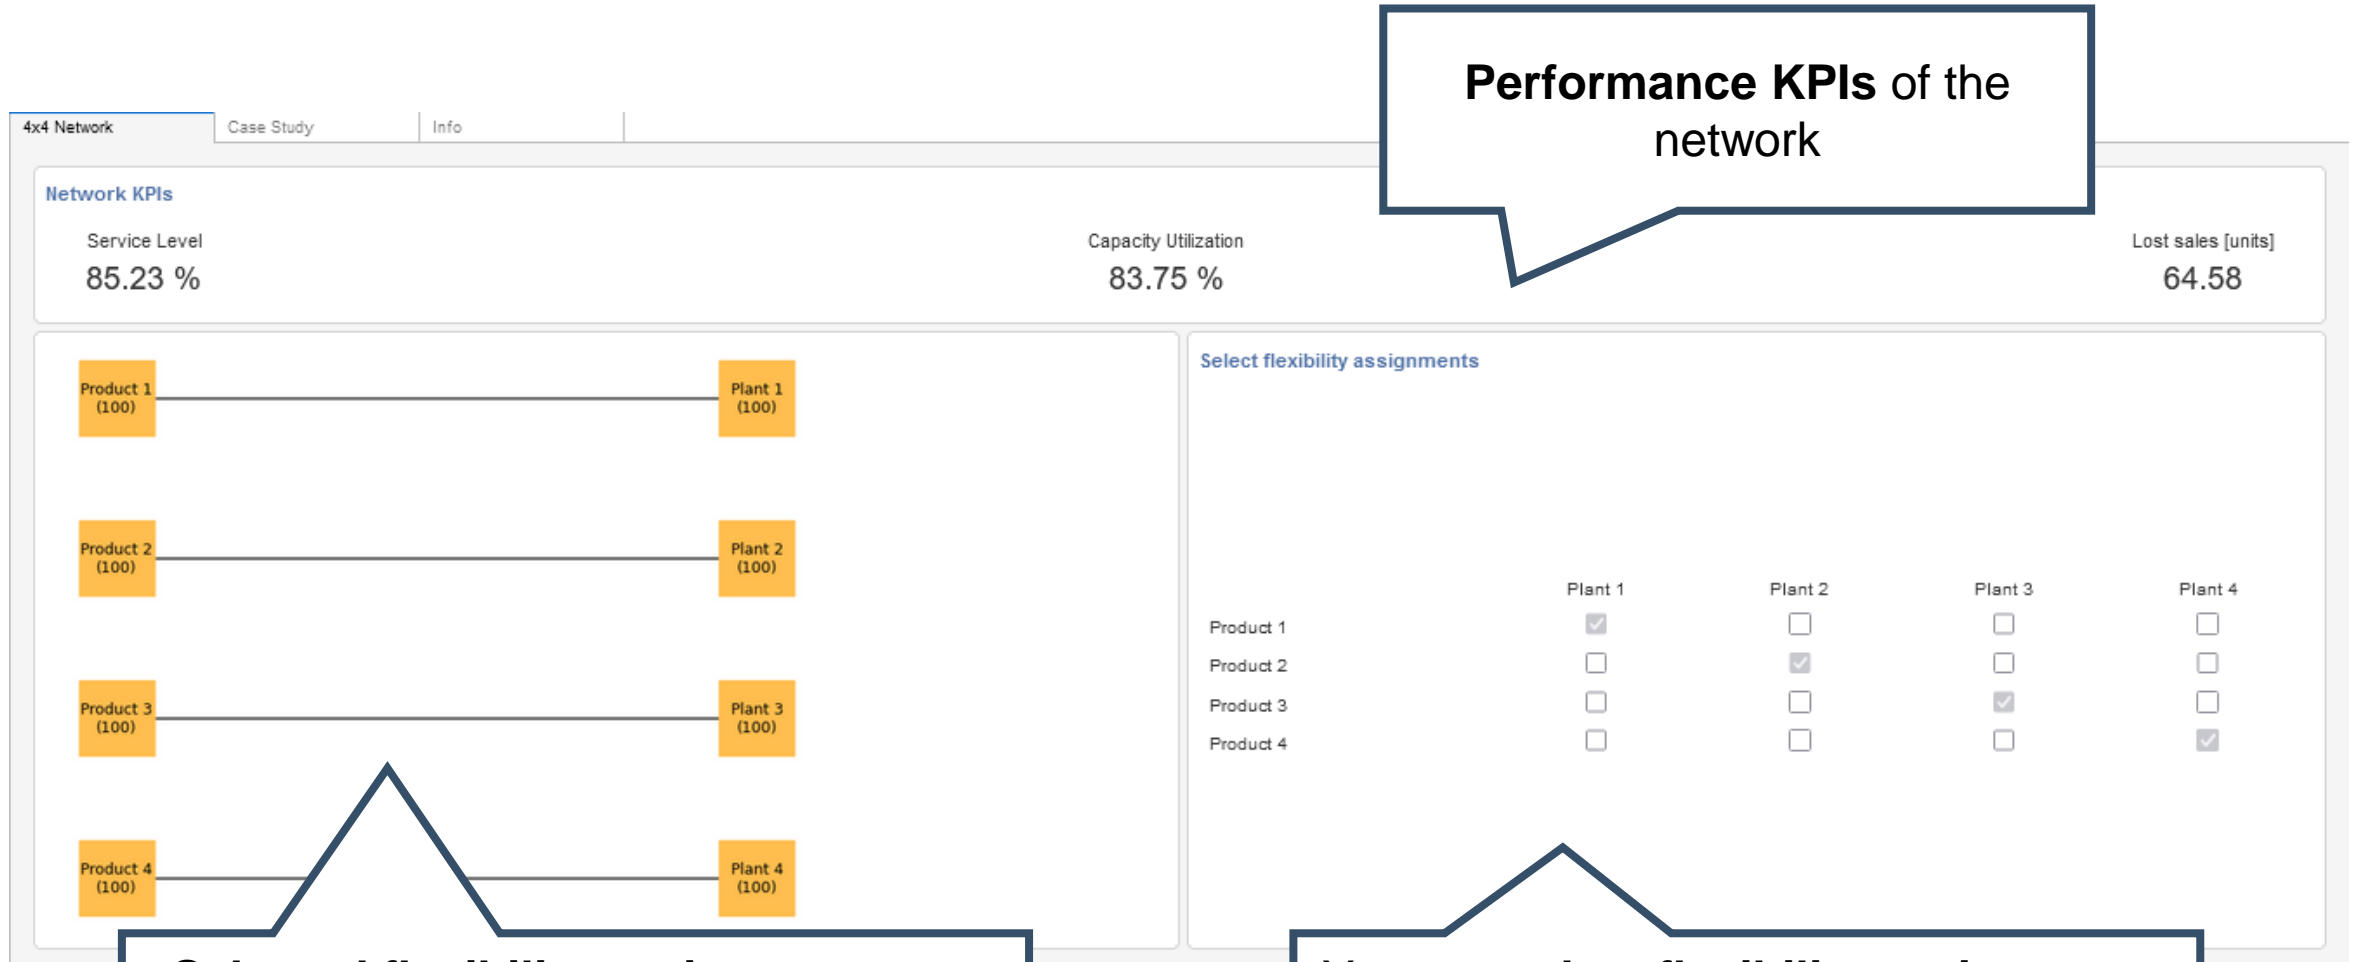 Performance KPIs of the
network
4x4 Network Case Study Info
Network KPIs
Service Level Capacity Utilization Lost sales [units]
85.23 % 83.75 % 64.58
Product 1
(100)
Plant 1
(100)
Product 2
(100)
Plant 2
(100)
Product 3
(100)
Plant 3
(100)
Product 4
(100)
Plant 4
(100)
Select flexibility assignments
Plant 1 Plant 2 Plant 3 Plant 4
Product 1
Product 2
Product 3
Product 4